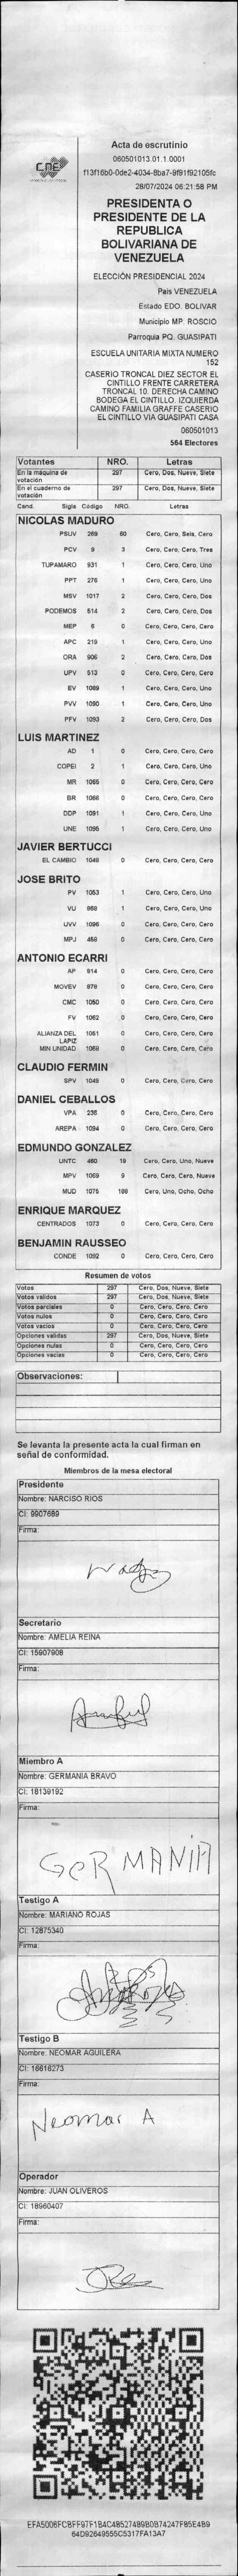 Acta de escrutinio
060501013.01.1.0001
f13f16b0-0de2-4034-8ba7-9f91f92105fc
28/07/2024 06:21:58 PM
CNE
PRESIDENTA O
PRESIDENTE DE LA
REPUBLICA
BOLIVARIANA DE
VENEZUELA
ELECCIÓN PRESIDENCIAL 2024
Pais VENEZUELA
Estado EDO. BOLIVAR
Municipio MP. ROSCIO
Parroquia PQ. GUASIPATI
ESCUELA UNITARIA MIXTA NUMERO
152
CASERIO TRONCAL DIEZ SECTOR EL
CINTILLO FRENTE CARRETERA
TRONCAL 10. DERECHA CAMINO
BODEGA EL CINTILLO. IZQUIERDA
CAMINO FAMILIA GRAFFE CASERIO
EL CINTILLO VIA GUASIPATI CASA
060501013
564 Electores
Votantes NRO. Letras
En la máquina de votación 297 Cero, Dos, Nueve, Siete
En el cuaderno de votación 297 Cero, Dos, Nueve, Siete
Cand. Sigla Código NRO. Letras
NICOLAS MADURO
PSUV 289 60 Cero, Cero, Seis, Cero
PCV 9 3 Cero, Cero, Cero, Tres
TUPAMARO 931 1 Cero, Cero, Cero, Uno
PPT 276 1 Cero, Cero, Cero, Uno
MSV 1017 2 Cero, Cero, Cero, Dos
PODEMOS 514 2 Cero, Cero, Cero, Dos
MEP 6 0 Cero, Cero, Cero, Cero
APC 219 1 Cero, Cero, Cero, Uno
ORA 906 2 Cero, Cero, Cero, Dos
UPV 513 0 Cero, Cero, Cero, Cero
EV 1089 1 Cero, Cero, Cero, Uno
PVV 1090 1 Cero, Cero, Cero, Uno
PFV 1093 2 Cero, Cero, Cero, Dos
LUIS MARTINEZ
AD 1 0 Cero, Cero, Cero, Cero
COPEI 2 1 Cero, Cero, Cero, Uno
MR 1065 0 Cero, Cero, Cero, Cero
BR 1066 0 Cero, Cero, Cero, Cero
DDP 1091 1 Cero, Cero, Cero, Uno
UNE 1095 1 Cero, Cero, Cero, Uno
JAVIER BERTUCCI
EL CAMBIO 1048 0 Cero, Cero, Cero, Cero
JOSE BRITO
PV 1053 1 Cero, Cero, Cero, Uno
VU 968 1 Cero, Cero, Cero, Uno
UVV 1096 0 Cero, Cero, Cero, Cero
MPJ 458 0 Cero, Cero, Cero, Cero
ANTONIO ECARRI
AP 914 0 Cero, Cero, Cero, Cero
MOVEV 879 0 Cero, Cero, Cero, Cero
CMC 1050 0 Cero, Cero, Cero, Cero
FV 1062 0 Cero, Cero, Cero, Cero
ALIANZA DEL LAPIZ 1051 0 Cero, Cero, Cero, Cero
MIN UNIDAD 1069 0 Cero, Cero, Cero, Cero
CLAUDIO FERMIN
SPV 1049 0 Cero, Cero, Cero, Cero
DANIEL CEBALLOS
VPA 236 0 Cero, Cero, Cero, Cero
AREPA 1094 0 Cero, Cero, Cero, Cero
EDMUNDO GONZALEZ
UNTC 460 19 Cero, Cero, Uno, Nueve
MPV 1069 9 Cero, Cero, Cero, Nueve
MUD 1075 188 Cero, Uno, Ocho, Ocho
ENRIQUE MARQUEZ
CENTRADOS 1073 0 Cero, Cero, Cero, Cero
BENJAMIN RAUSSEO
CONDE 1092 0 Cero, Cero, Cero, Cero
Resumen de votos
Votos 297 Cero, Dos, Nueve, Siete
Votos validos 297 Cero, Dos, Nueve, Siete
Votos parciales 0 Cero, Cero, Cero, Cero
Votos nulos 0 Cero, Cero, Cero, Cero
Votos vacios 0 Cero, Cero, Cero, Cero
Opciones validas 297 Cero, Dos, Nueve, Siete
Opciones nulas 0 Cero, Cero, Cero, Cero
Opciones vacias 0 Cero, Cero, Cero, Cero
Observaciones:
Se levanta la presente acta la cual firman en
señal de conformidad.
Miembros de la mesa electoral
Presidente
Nombre: NARCISO RIOS
CI: 9907689
Firma:
Secretario
Nombre: AMELIA REINA
CI: 15907908
Firma:
Miembro A
Nombre: GERMANIA BRAVO
CI: 18139192
Firma:
GERMANIA
Testigo A
Nombre: MARIANO ROJAS
CI: 12875340
Firma:
Testigo B
Nombre: NEOMAR AGUILERA
CI: 16616273
Firma:
Neomar A
Operador
Nombre: JUAN OLIVEROS
CI: 18960407
Firma:
EFA5006FCBFF97F1B4C4B527489B0B74247F85E4B9
64D92649555C5317FA13A7